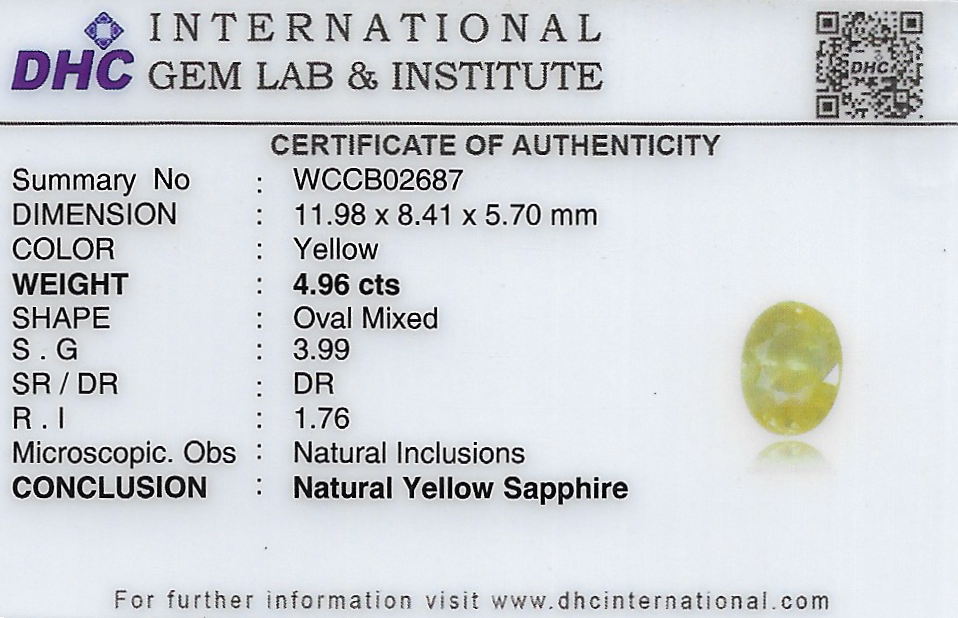 DHC INTERNATIONAL
GEM LAB & INSTITUTE
DHC
CERTIFICATE OF AUTHENTICITY
Summary No : WCCB02687
DIMENSION : 11.98 x 8.41 x 5.70 mm
COLOR : Yellow
WEIGHT : 4.96 cts
SHAPE : Oval Mixed
S . G : 3.99
SR / DR : DR
R . I : 1.76
Microscopic. Obs : Natural Inclusions
CONCLUSION : Natural Yellow Sapphire
For further information visit www.dhcinternational.com